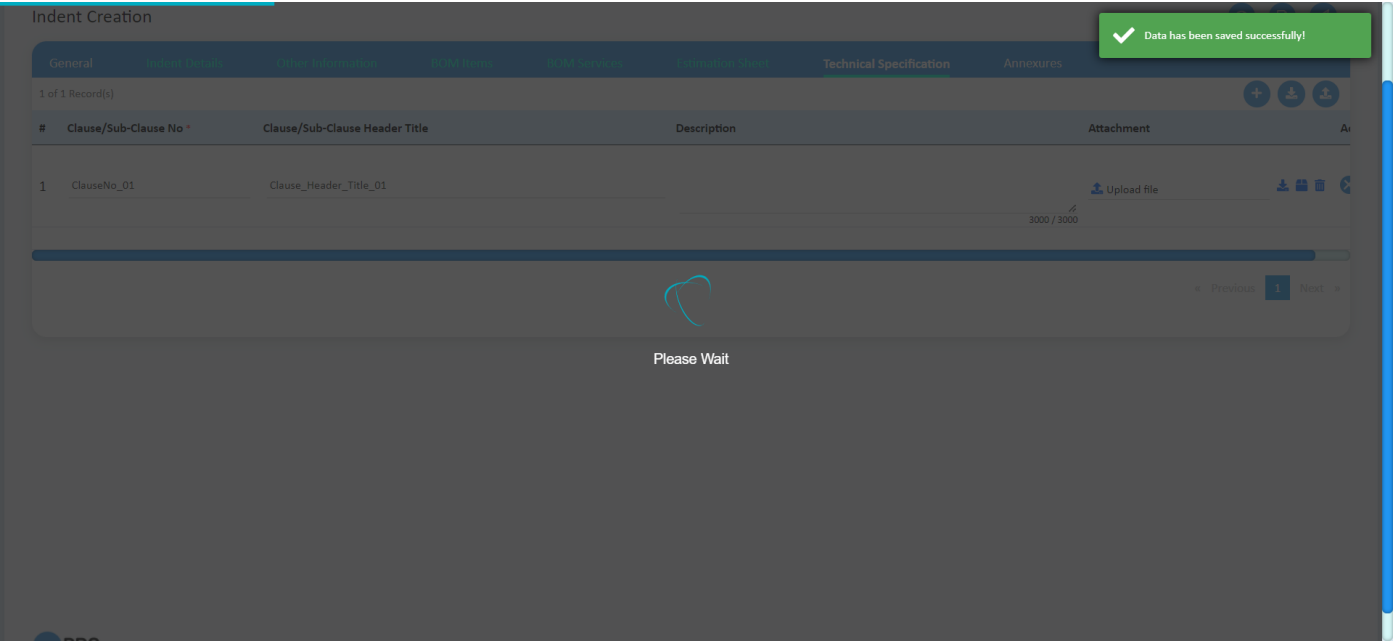 Indent Creation
Data has been saved successfully!
General Indent Details Other Information BOM Items BOM Services Estimation Sheet Technical Specification Annexures
1 of 1 Record(s)
# Clause/Sub-Clause No * Clause/Sub-Clause Header Title Description Attachment
1 ClauseNo_01 Clause_Header_Title_01 Upload file
3000 / 3000
« Previous 1 Next »
Please Wait